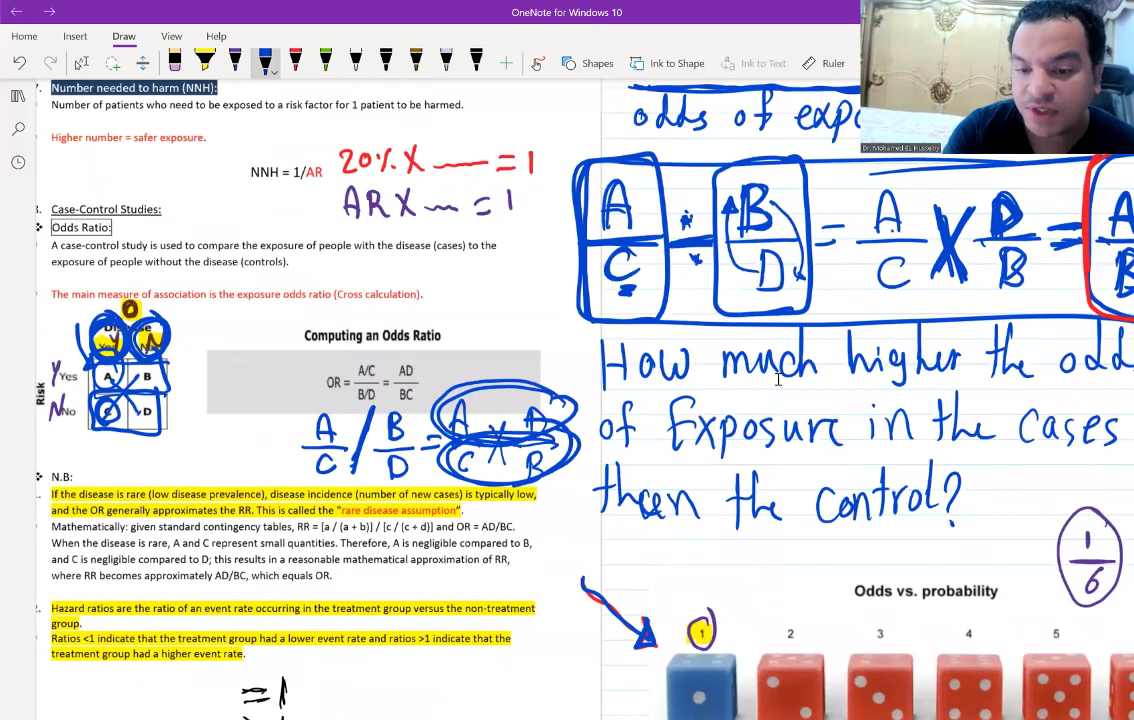 OneNote for Windows 10
Home Insert Draw View Help
Shapes Ink to Shape Ink to Text Ruler
Dr. Mohamed EL Husseiny
7. Number needed to harm (NNH):
Number of patients who need to be exposed to a risk factor for 1 patient to be harmed.
Higher number = safer exposure.
NNH = 1/AR
20% X — = 1
ARX — = 1
8. Case-Control Studies:
Odds Ratio:
A case-control study is used to compare the exposure of people with the disease (cases) to the
exposure of people without the disease (controls).
The main measure of association is the exposure odds ratio (Cross calculation).
O
Disease
Y N
Risk
Y Yes A B
N No C D
Computing an Odds Ratio
OR = A/C / B/D = AD / BC
A/C / B/D = A X D / C B
N.B:
1. If the disease is rare (low disease prevalence), disease incidence (number of new cases) is typically low,
and the OR generally approximates the RR. This is called the "rare disease assumption".
Mathematically: given standard contingency tables, RR = [a / (a + b)] / [c / (c + d)] and OR = AD/BC.
When the disease is rare, A and C represent small quantities. Therefore, A is negligible compared to B,
and C is negligible compared to D; this results in a reasonable mathematical approximation of RR,
where RR becomes approximately AD/BC, which equals OR.
2. Hazard ratios are the ratio of an event rate occurring in the treatment group versus the non-treatment
group.
Ratios <1 indicate that the treatment group had a lower event rate and ratios >1 indicate that the
treatment group had a higher event rate.
= 1
odds of expo
A/C ÷ B/D = A/C X D/B = A B
How much higher the odd
of Exposure in the cases
then the control?
1/6
Odds vs. probability
1 2 3 4 5